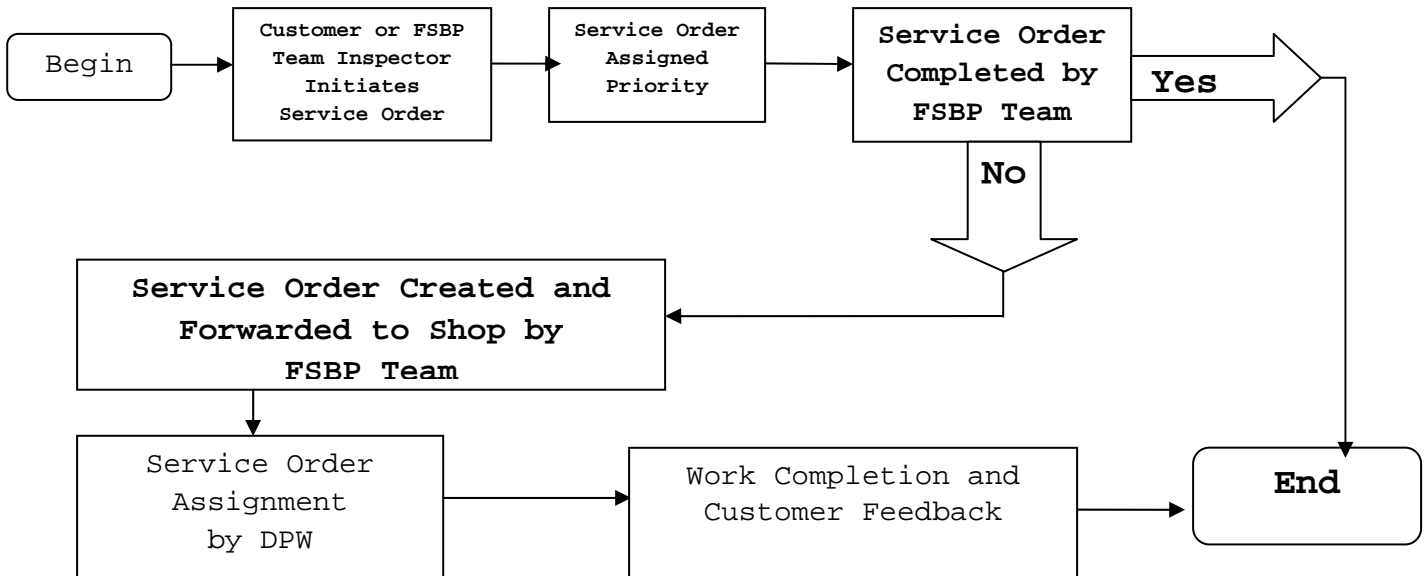 Begin
Customer or FSBP
Team Inspector
Initiates
Service Order
Service Order
Assigned
Priority
Service Order
Completed by
FSBP Team
Yes
No
Service Order Created and
Forwarded to Shop by
FSBP Team
Service Order
Assignment
by DPW
Work Completion and
Customer Feedback
End